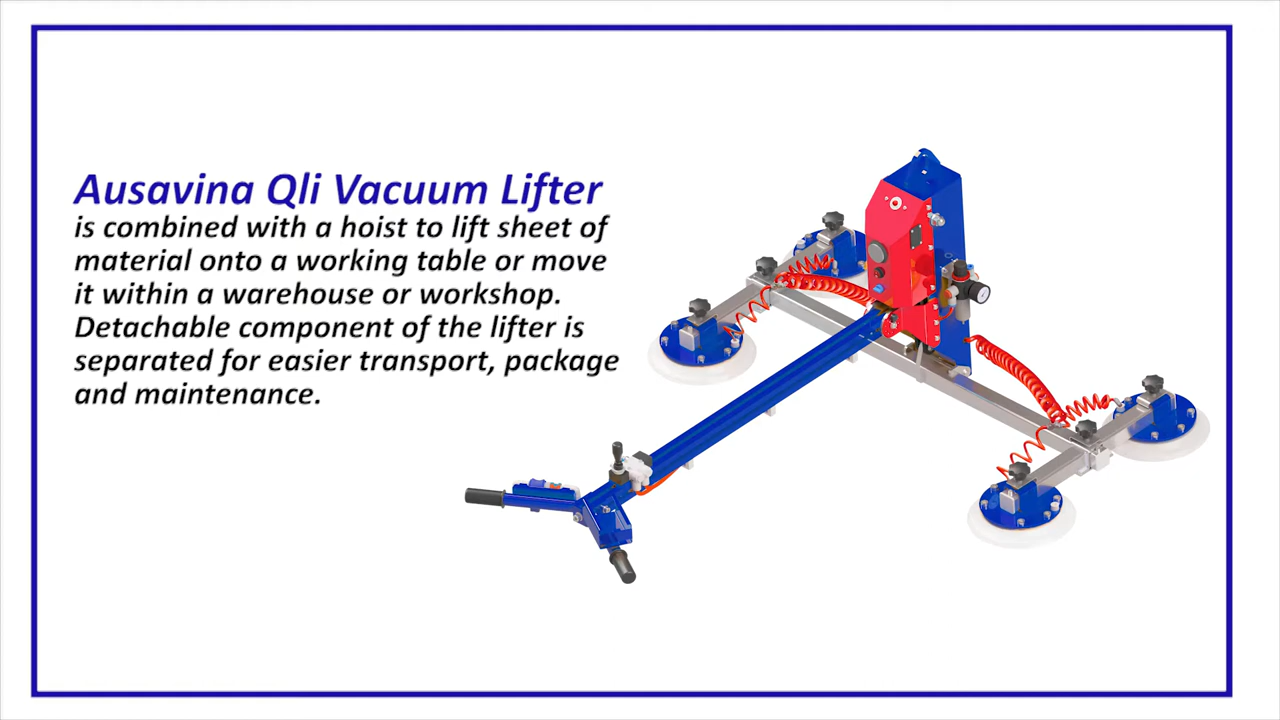 Ausavina Qli Vacuum Lifter
is combined with a hoist to lift sheet of
material onto a working table or move
it within a warehouse or workshop.
Detachable component of the lifter is
separated for easier transport, package
and maintenance.